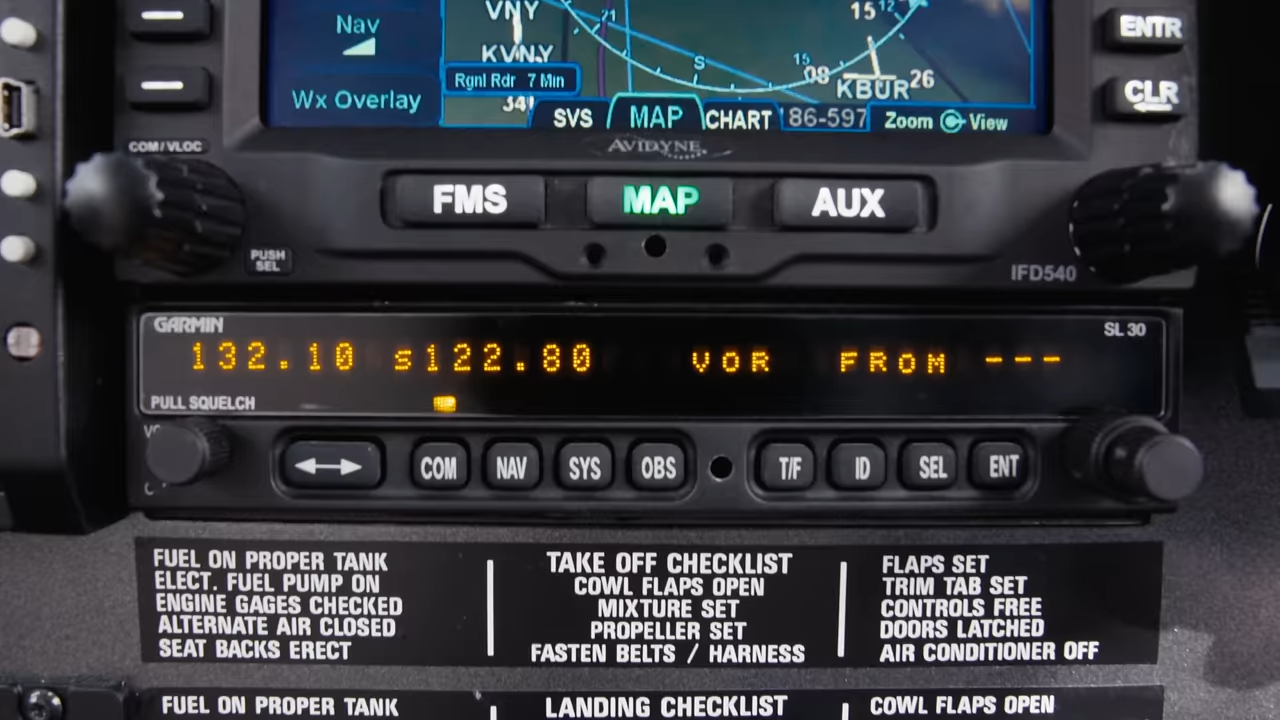 VNY
15 12
Nav
21
KVNY
S
15
Rgnl Rdr 7 Min
08 26
KBUR
Wx Overlay
34
SVS MAP CHART 86-597 Zoom View
ENTR
CLR
COM / VLOC
AVIDYNE
FMS MAP AUX
PUSH
SEL
IFD540
GARMIN
SL 30
132.10 s122.80 VOR FROM ---
PULL SQUELCH
COM NAV SYS OBS T/F ID SEL ENT
FUEL ON PROPER TANK
ELECT. FUEL PUMP ON
ENGINE GAGES CHECKED
ALTERNATE AIR CLOSED
SEAT BACKS ERECT
TAKE OFF CHECKLIST
COWL FLAPS OPEN
MIXTURE SET
PROPELLER SET
FASTEN BELTS / HARNESS
FLAPS SET
TRIM TAB SET
CONTROLS FREE
DOORS LATCHED
AIR CONDITIONER OFF
FUEL ON PROPER TANK
LANDING CHECKLIST
COWL FLAPS OPEN